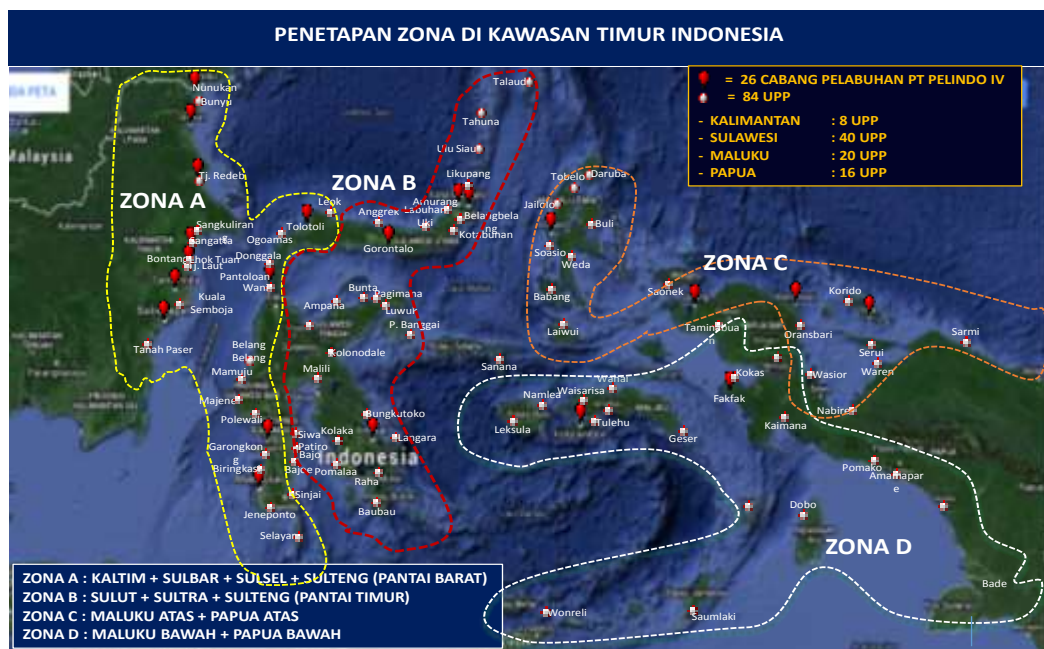 PENETAPAN ZONA DI KAWASAN TIMUR INDONESIA
= 26 CABANG PELABUHAN PT PELINDO IV
= 84 UPP
- KALIMANTAN : 8 UPP
- SULAWESI : 40 UPP
- MALUKU : 20 UPP
- PAPUA : 16 UPP
Malaysia
ZONA A
ZONA B
ZONA C
ZONA D
Nunukan
Bunyu
Tj. Redeb
Sangkuliran
g
Sangatta
Lhok Tuan
Bontang
Tj. Laut
Kuala
Semboja
Tanah Paser
Leok
Tolotoli
Ogoamas
Donggala
Pantoloan
Wani
Belang
Belang
Mamuju
Majene
Polewali
Garongkon
g
Biringkasi
Jeneponto
Selayar
Sinjai
Siwa
Patiro
Bajo
Bajoe
Talaud
Tahuna
Ulu Siau
Likupang
Amurang
Labuhan
Uki
Belangbela
ng
Kotabunan
Anggrek
Gorontalo
Ampana
Bunta
Pagimana
Luwuk
P. Banggai
Kolonodale
Malili
Bungkutoko
Kolaka
Langara
Indonesia
Pomalaa
Raha
Baubau
Tobelo
Daruba
Jailolo
Buli
Soasio
Weda
Babang
Laiwui
Saonek
Korido
Taminabua
n
Oransbari
Sarmi
Serui
Waren
Wasior
Nabire
Sanana
Namlea
Waisarisa
Wahai
Leksula
Tulehu
Geser
Kokas
Fakfak
Kaimana
Pomako
Amamapar
e
Dobo
Bade
Wonreli
Saumlaki
ZONA A : KALTIM + SULBAR + SULSEL + SULTENG (PANTAI BARAT)
ZONA B : SULUT + SULTRA + SULTENG (PANTAI TIMUR)
ZONA C : MALUKU ATAS + PAPUA ATAS
ZONA D : MALUKU BAWAH + PAPUA BAWAH